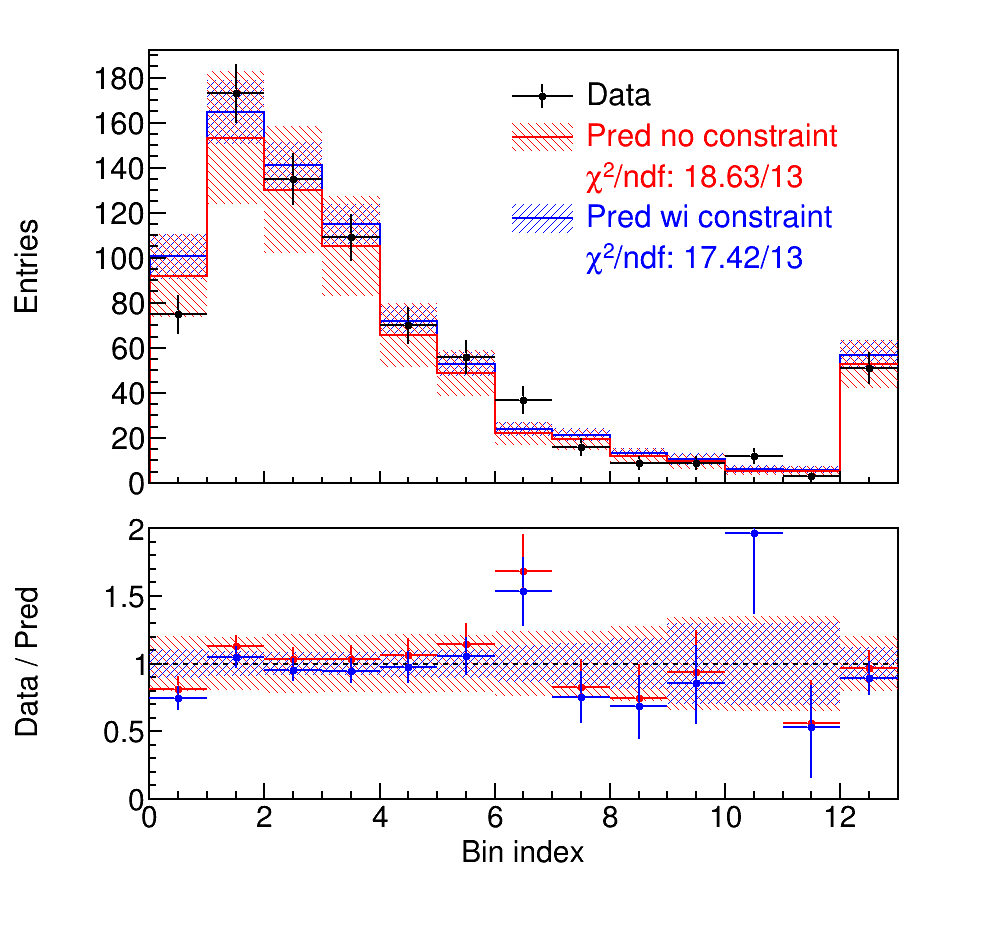 Entries
180
160
140
120
100
80
60
40
20
0
Data
Pred no constraint
χ²/ndf: 18.63/13
Pred wi constraint
χ²/ndf: 17.42/13
Data / Pred
2
1.5
1
0.5
0
0 2 4 6 8 10 12
Bin index